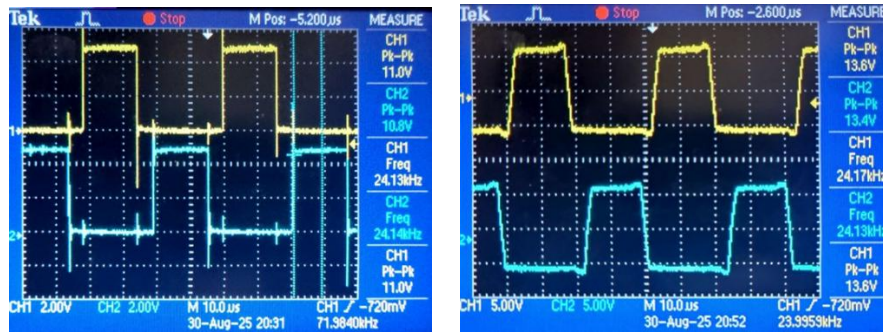 Tek
Stop
M Pos: -5.200µs
MEASURE
CH1
Pk-Pk
11.0V
CH2
Pk-Pk
10.8V
CH1
Freq
24.13kHz
CH2
Freq
24.14kHz
CH1
Pk-Pk
11.0V
1
2
CH1 2.00V CH2 2.00V M 10.0µs CH1 -720mV
30-Aug-25 20:31 71.9840kHz
Tek
Stop
M Pos: -2.600µs
MEASURE
CH1
Pk-Pk
13.6V
CH2
Pk-Pk
13.4V
CH1
Freq
24.17kHz
CH2
Freq
24.13kHz
CH1
Pk-Pk
13.6V
1
2
CH1 5.00V CH2 5.00V M 10.0µs CH1 -720mV
30-Aug-25 20:52 23.9959kHz